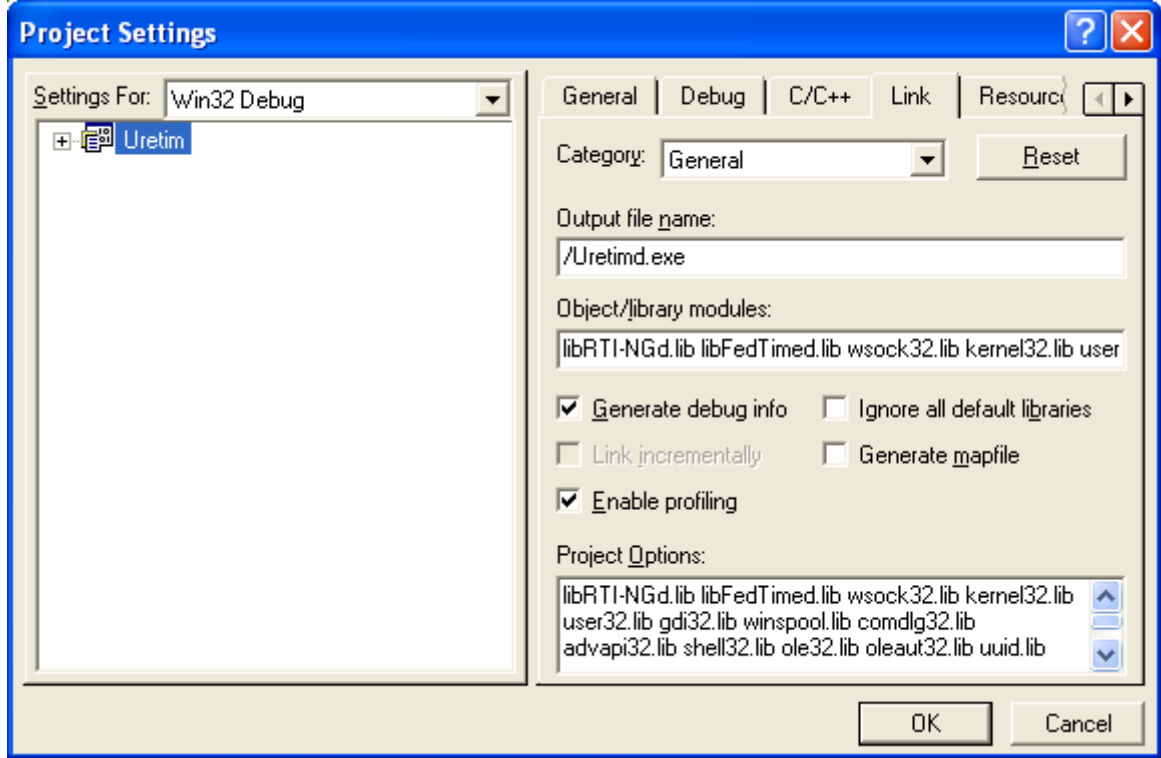 Project Settings
Settings For: Win32 Debug
Uretim
General Debug C/C++ Link Resourc
Category: General Reset
Output file name:
/Uretimd.exe
Object/library modules:
libRTI-NGd.lib libFedTimed.lib wsock32.lib kernel32.lib user
Generate debug info Ignore all default libraries
Link incrementally Generate mapfile
Enable profiling
Project Options:
libRTI-NGd.lib libFedTimed.lib wsock32.lib kernel32.lib
user32.lib gdi32.lib winspool.lib comdlg32.lib
advapi32.lib shell32.lib ole32.lib oleaut32.lib uuid.lib
OK Cancel